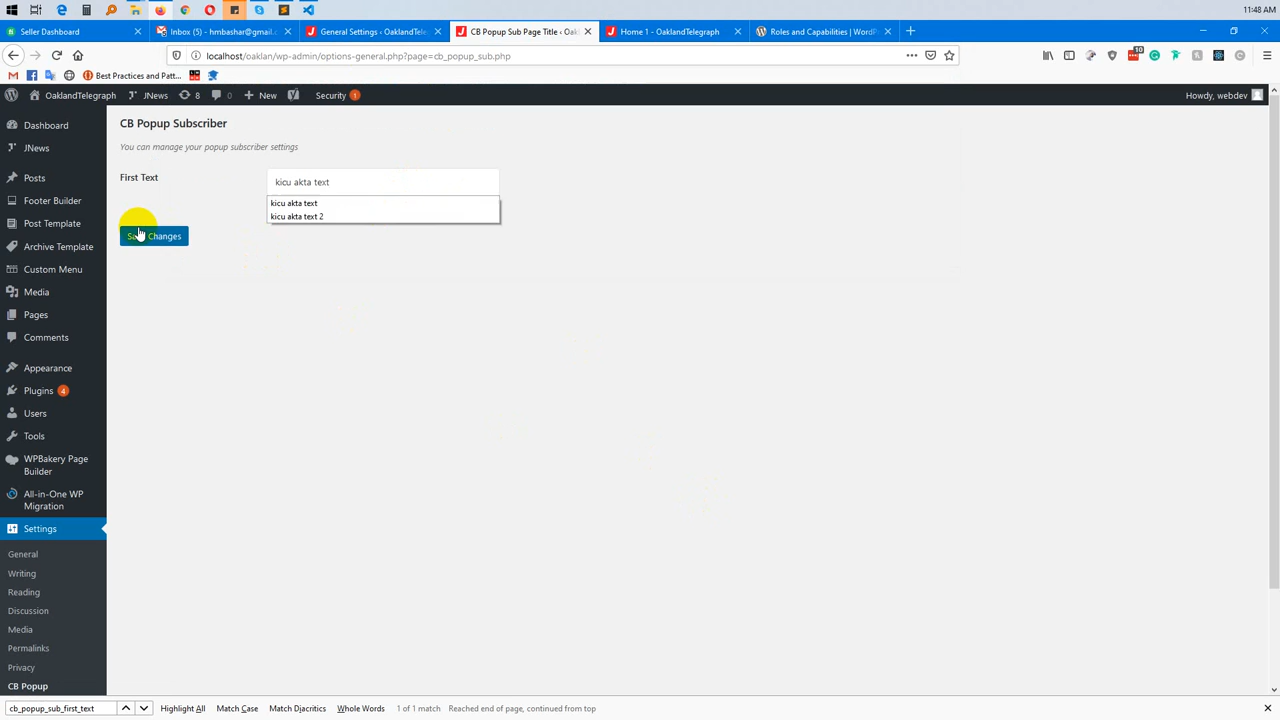 11:48 AM
Seller Dashboard
Inbox (5) - hmbashar@gmail.c
General Settings ‹ OaklandTeleg
CB Popup Sub Page Title ‹ Oakl
Home 1 - OaklandTelegraph
Roles and Capabilities | WordPr
localhost/oaklan/wp-admin/options-general.php?page=cb_popup_sub.php
10
Best Practices and Patt...
OaklandTelegraph
JNews
8
0
New
Security 1
Howdy, webdev
Dashboard
JNews
Posts
Footer Builder
Post Template
Archive Template
Custom Menu
Media
Pages
Comments
Appearance
Plugins 4
Users
Tools
WPBakery Page
Builder
All-in-One WP
Migration
Settings
General
Writing
Reading
Discussion
Media
Permalinks
Privacy
CB Popup
CB Popup Subscriber
You can manage your popup subscriber settings
First Text
kicu akta text
kicu akta text
kicu akta text 2
Save Changes
cb_popup_sub_first_text
Highlight All
Match Case
Match Diacritics
Whole Words
1 of 1 match
Reached end of page, continued from top